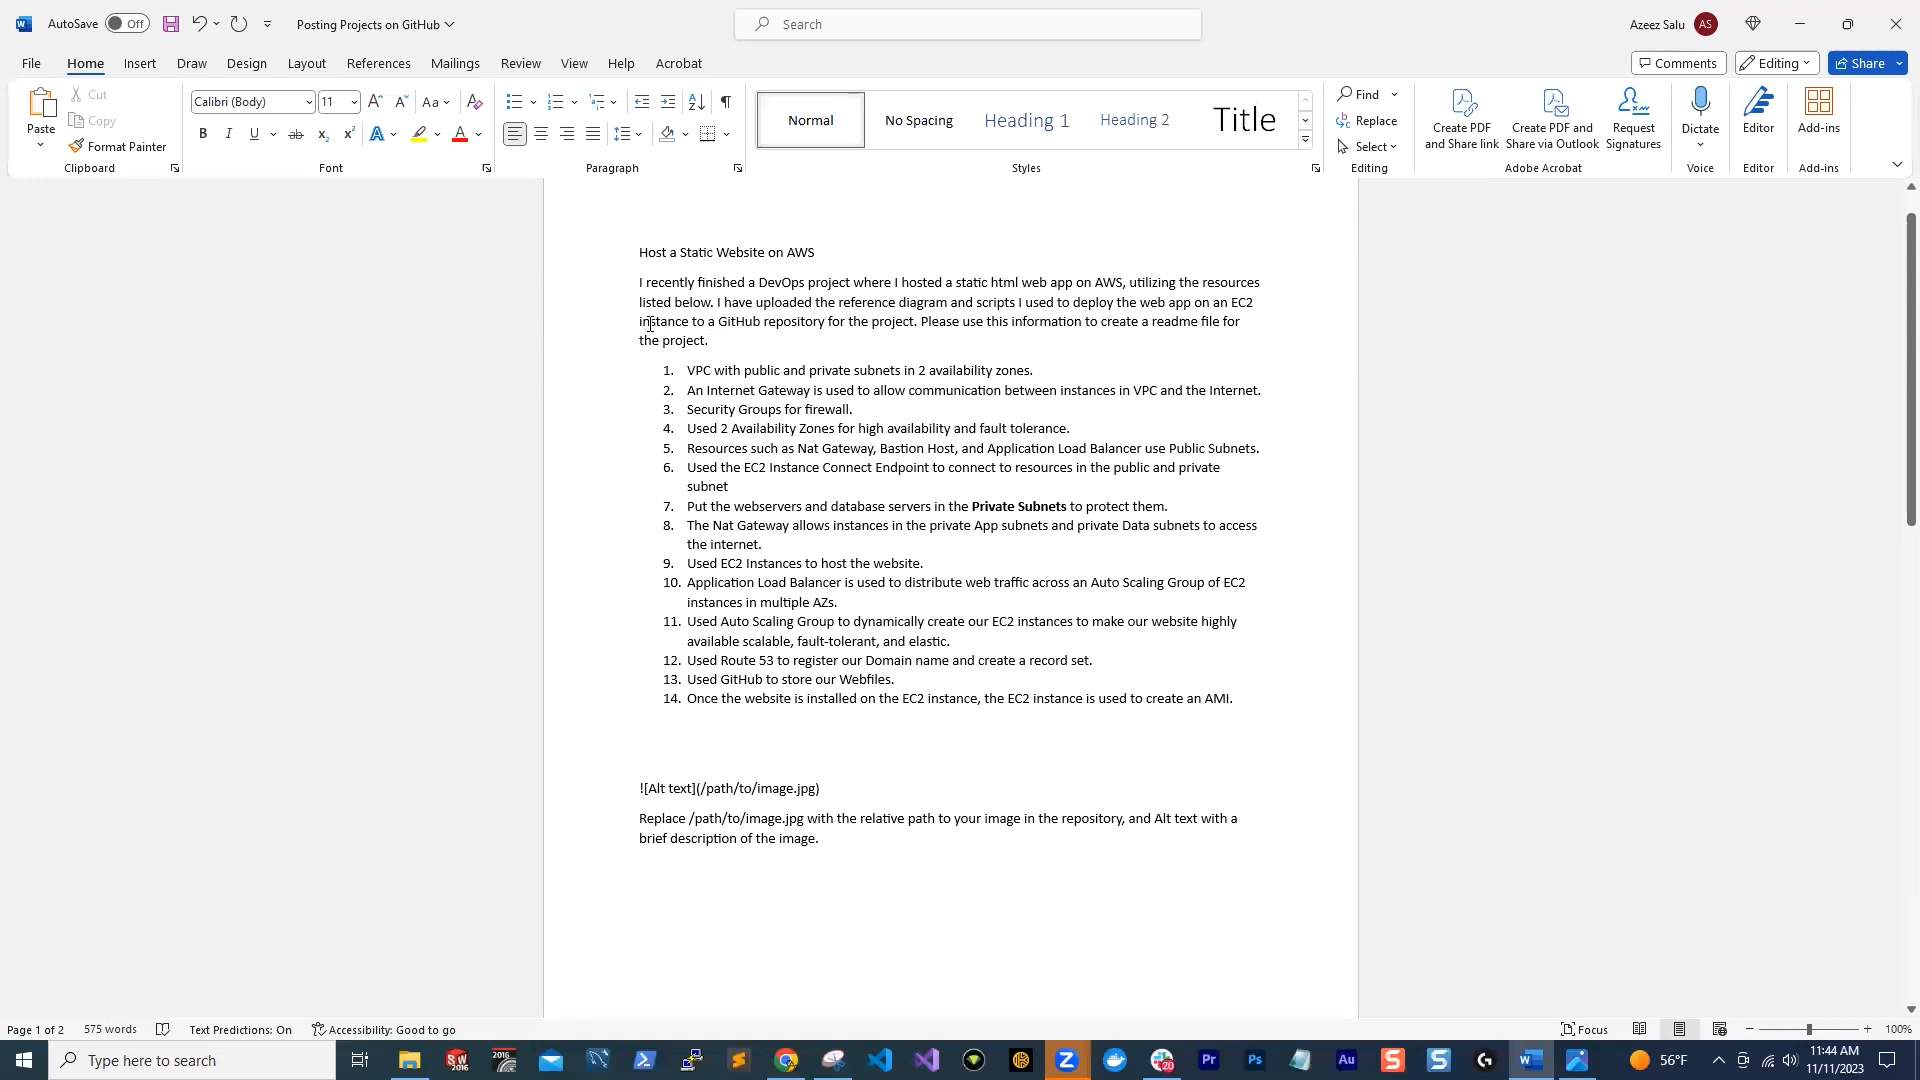 AutoSave Off Posting Projects on GitHub Search Azeez Salu AS
File Home Insert Draw Design Layout References Mailings Review View Help Acrobat Comments Editing Share
Paste Cut Copy Format Painter Clipboard
Calibri (Body) 11 Aa Font
Paragraph
Normal No Spacing Heading 1 Heading 2 Title Styles
Find Replace Select Editing
Create PDF and Share link Create PDF and Share via Outlook Request Signatures Adobe Acrobat
Dictate Voice
Editor Editor
Add-ins Add-ins
Host a Static Website on AWS
I recently finished a DevOps project where I hosted a static html web app on AWS, utilizing the resources
listed below. I have uploaded the reference diagram and scripts I used to deploy the web app on an EC2
instance to a GitHub repository for the project. Please use this information to create a readme file for
the project.
1. VPC with public and private subnets in 2 availability zones.
2. An Internet Gateway is used to allow communication between instances in VPC and the Internet.
3. Security Groups for firewall.
4. Used 2 Availability Zones for high availability and fault tolerance.
5. Resources such as Nat Gateway, Bastion Host, and Application Load Balancer use Public Subnets.
6. Used the EC2 Instance Connect Endpoint to connect to resources in the public and private
subnet
7. Put the webservers and database servers in the Private Subnets to protect them.
8. The Nat Gateway allows instances in the private App subnets and private Data subnets to access
the internet.
9. Used EC2 Instances to host the website.
10. Application Load Balancer is used to distribute web traffic across an Auto Scaling Group of EC2
instances in multiple AZs.
11. Used Auto Scaling Group to dynamically create our EC2 instances to make our website highly
available scalable, fault-tolerant, and elastic.
12. Used Route 53 to register our Domain name and create a record set.
13. Used GitHub to store our Webfiles.
14. Once the website is installed on the EC2 instance, the EC2 instance is used to create an AMI.
![Alt text](/path/to/image.jpg)
Replace /path/to/image.jpg with the relative path to your image in the repository, and Alt text with a
brief description of the image.
Page 1 of 2 575 words Text Predictions: On Accessibility: Good to go Focus 100%
Type here to search 56°F 11:44 AM
11/11/2023